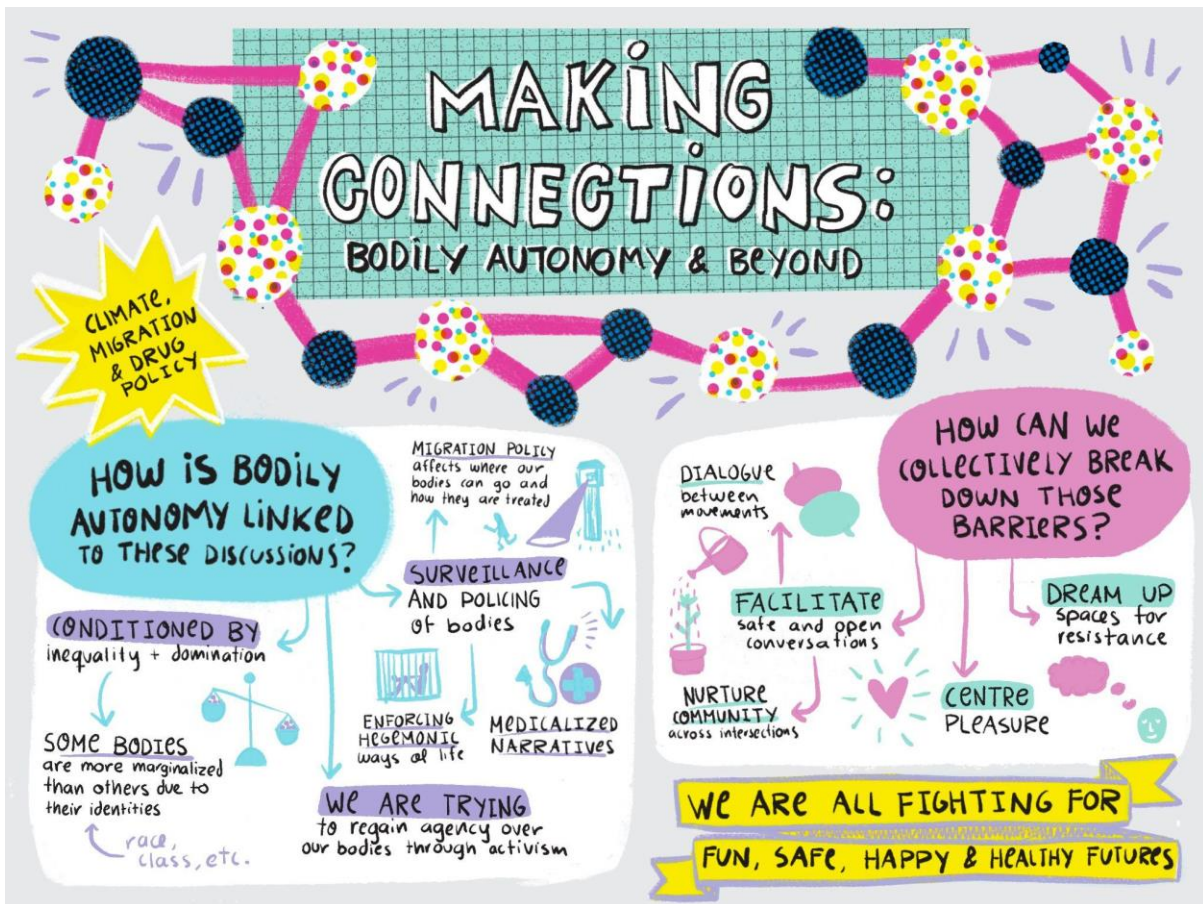 MAKING
CONNECTIONS:
BODILY AUTONOMY & BEYOND
CLIMATE,
MIGRATION
& DRUG
POLICY
HOW IS BODILY
AUTONOMY LINKED
TO THESE DISCUSSIONS?
CONDITIONED BY
inequality + domination
SOME BODIES
are more marginalized
than others due to
their identities
race,
class, etc.
MIGRATION POLICY
affects where our
bodies can go and
how they are treated
SURVEILLANCE
AND POLICING
OF bodies
ENFORCING
HEGEMONIC
ways of life
MEDICALIZED
NARRATIVES
WE ARE TRYING
to regain agency over
our bodies through activism
HOW CAN WE
COLLECTIVELY BREAK
DOWN THOSE
BARRIERS?
DIALOGUE
between
movements
FACILITATE
safe and open
conversations
NURTURE
COMMUNITY
across intersections
CENTRE
PLEASURE
DREAM UP
spaces for
resistance
WE ARE ALL FIGHTING FOR
FUN, SAFE, HAPPY & HEALTHY FUTURES